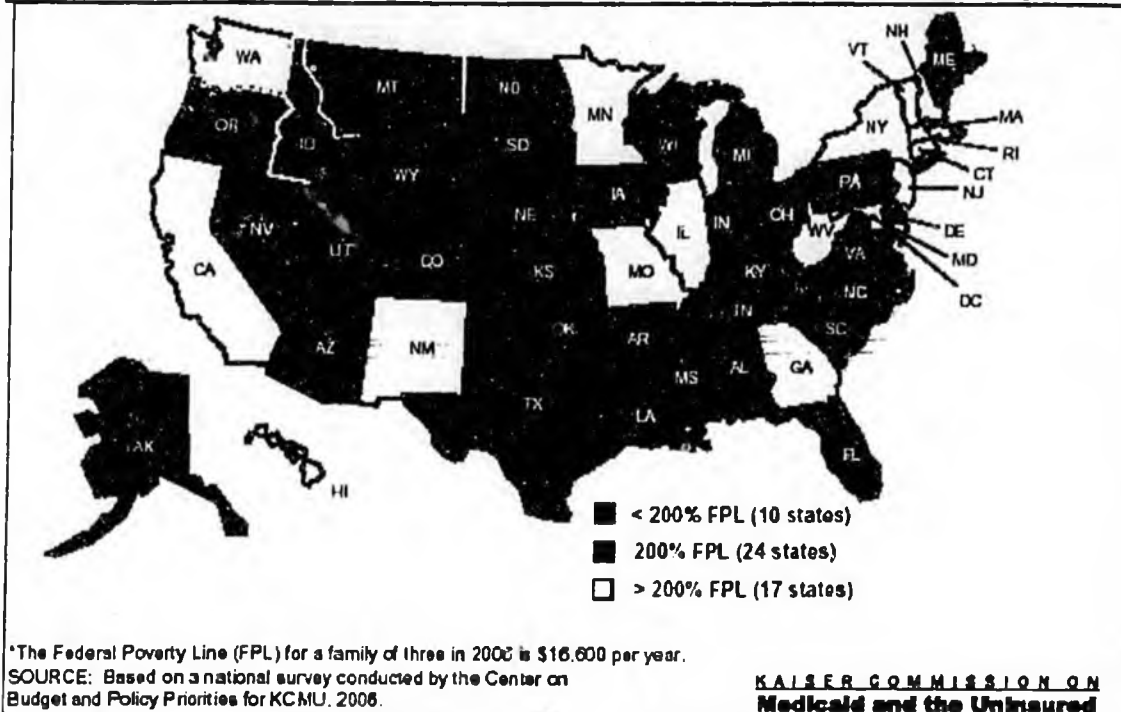 WA
MT
ND
MN
VT
NH
ME
OR
ID
SD
WI
MI
NY
MA
RI
CT
NJ
WY
IA
PA
NE
NV
UT
CO
CA
IL
IN
OH
WV
VA
DE
MD
DC
KS
MO
KY
NC
TN
SC
AZ
NM
OK
AR
MS
AL
GA
TX
LA
FL
AK
HI
< 200% FPL (10 states)
200% FPL (24 states)
> 200% FPL (17 states)
*The Federal Poverty Line (FPL) for a family of three in 2006 is $16,600 per year.
SOURCE: Based on a national survey conducted by the Center on
Budget and Policy Priorities for KCMU, 2006.
KAISER COMMISSION ON
Medicaid and the Uninsured